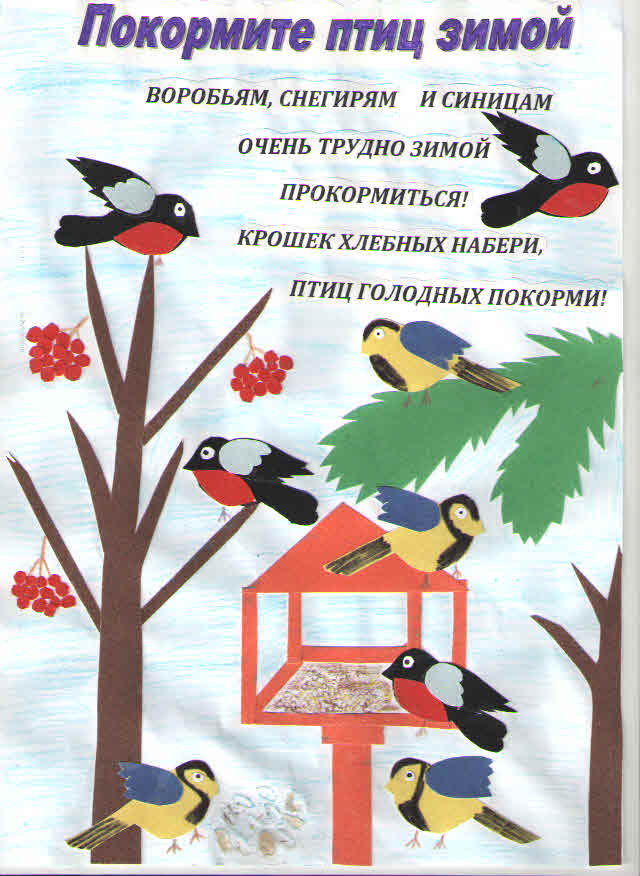 Покормите птиц зимой
ВОРОБЬЯМ, СНЕГИРЯМ И СИНИЦАМ
ОЧЕНЬ ТРУДНО ЗИМОЙ
ПРОКОРМИТЬСЯ!
КРОШЕК ХЛЕБНЫХ НАБЕРИ,
ПТИЦ ГОЛОДНЫХ ПОКОРМИ!